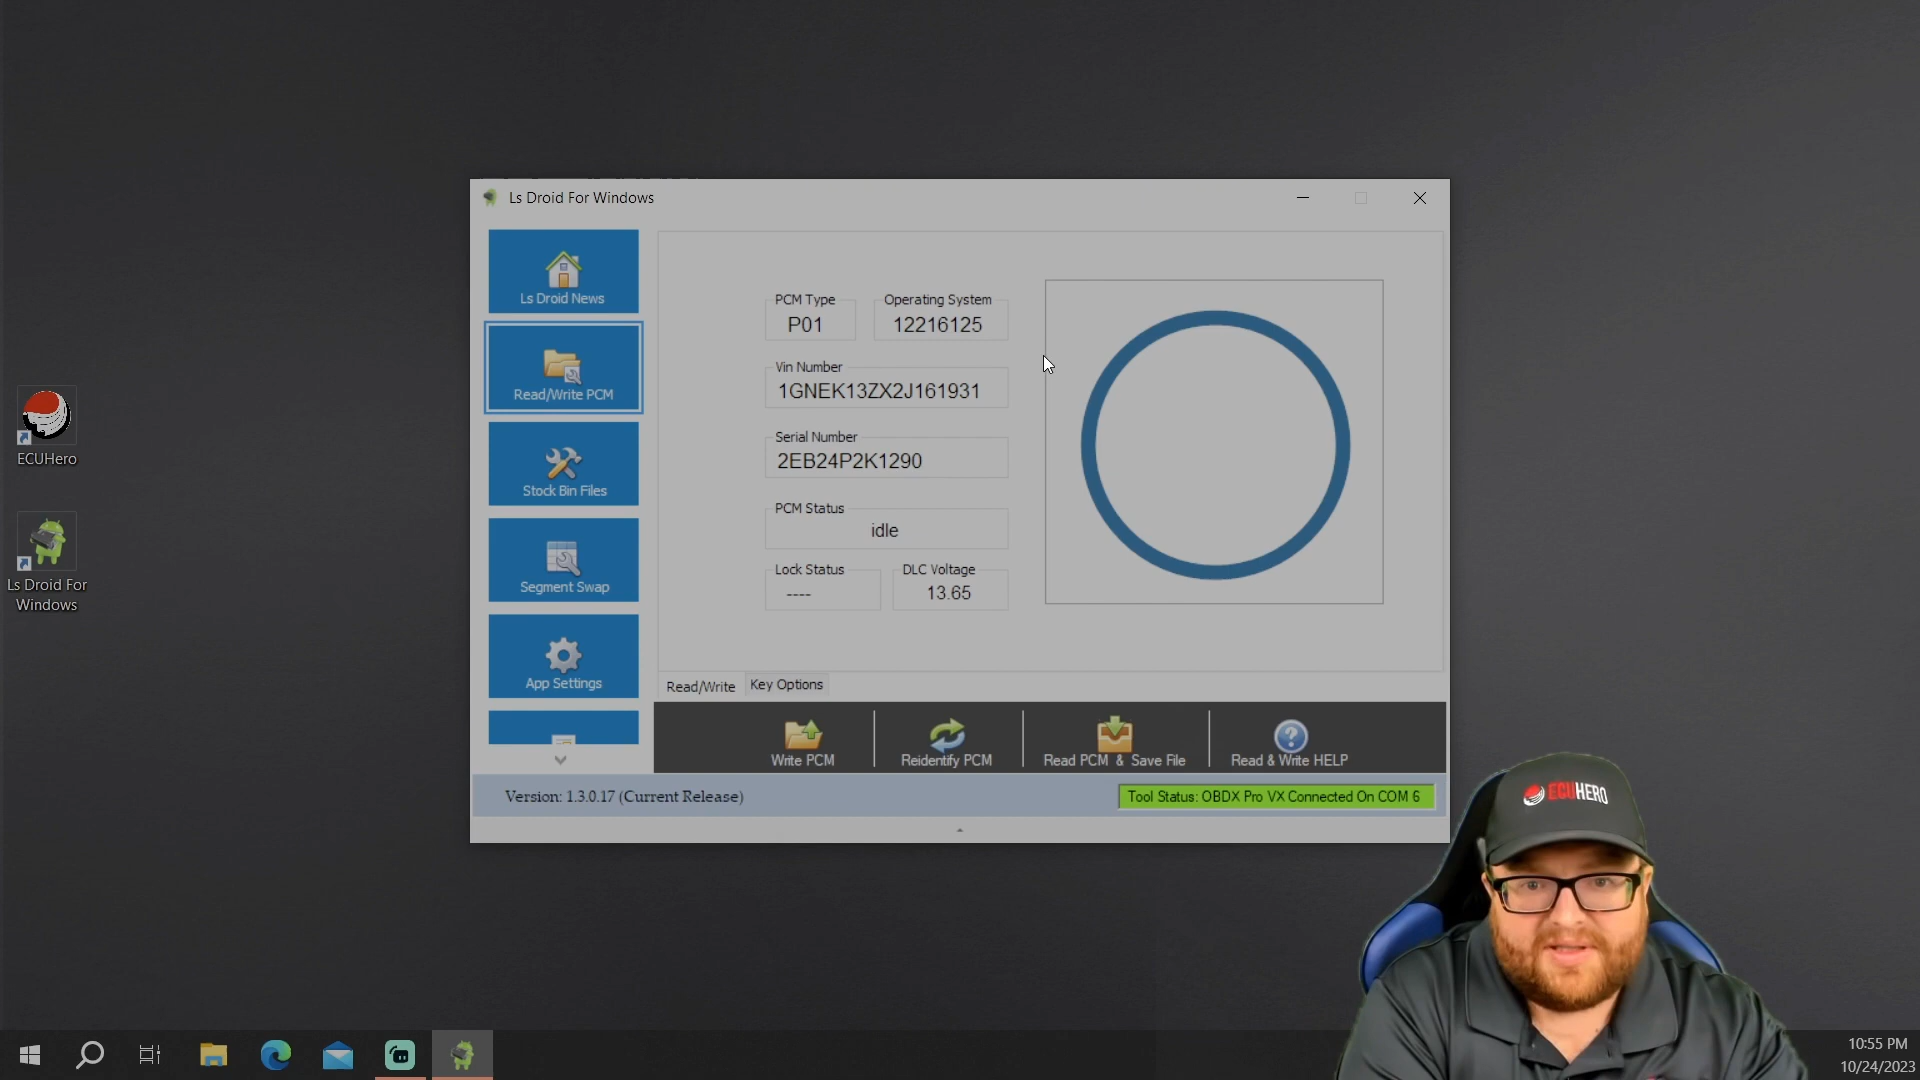 Ls Droid For Windows
Ls Droid News
Read/Write PCM
Stock Bin Files
Segment Swap
App Settings
PCM Type
P01
Operating System
12216125
Vin Number
1GNEK13ZX2J161931
Serial Number
2EB24P2K1290
PCM Status
idle
Lock Status
----
DLC Voltage
13.65
Read/Write
Key Options
Write PCM
Reidentify PCM
Read PCM & Save File
Read & Write HELP
Version: 1.3.0.17 (Current Release)
Tool Status: OBDX Pro VX Connected On COM 6
ECUHero
Ls Droid For
Windows
ECUHERO
10:55 PM
10/24/2023